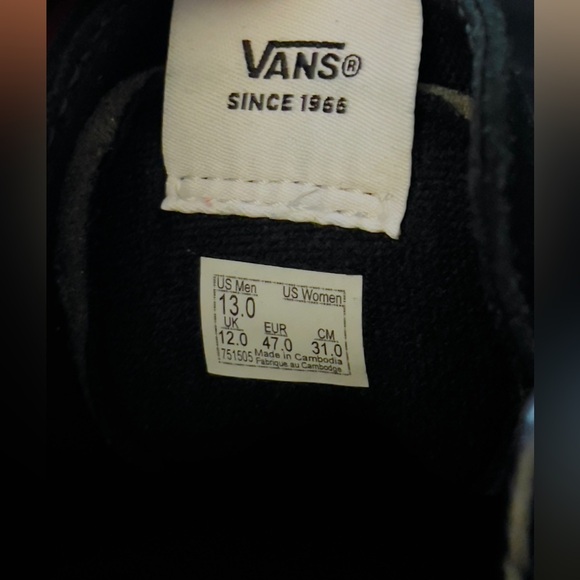 VANS®
SINCE 1966
US Men US Women
13.0
UK EUR CM
12.0 47.0 31.0
751505 Made in Cambodia
Fabrique au Cambodge